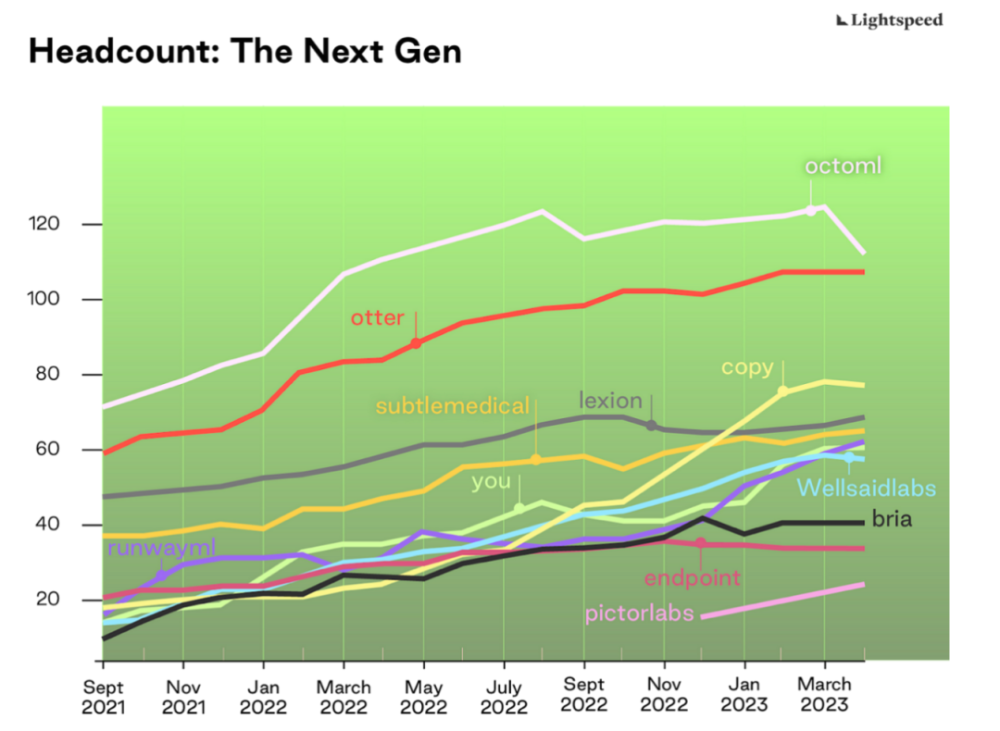 Lightspeed
Headcount: The Next Gen
octoml
120
100
otter
80
copy
subtlemedical
lexion
60
you
Wellsaidlabs
40
bria
runwayml
endpoint
20
pictorlabs
Sept Nov Jan March May July Sept Nov Jan March
2021 2021 2022 2022 2022 2022 2022 2022 2023 2023